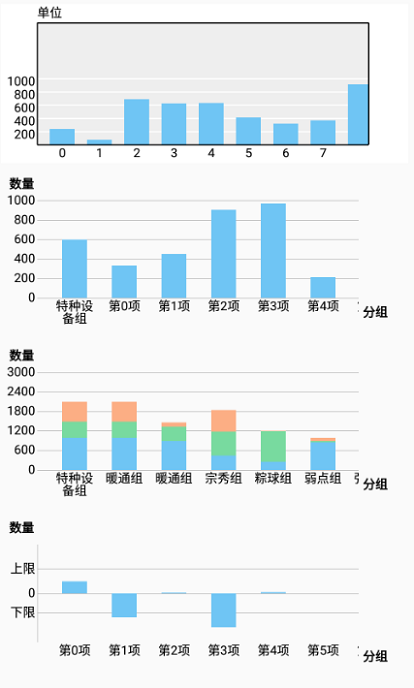 单位
1000
800
600
400
200
0 1 2 3 4 5 6 7
数量
1000
800
600
400
200
0
特种设备组 第0项 第1项 第2项 第3项 第4项
分组
数量
3000
2400
1800
1200
600
0
特种设备组 暖通组 暖通组 宗秀组 粽球组 弱点组
分组
数量
上限
0
下限
第0项 第1项 第2项 第3项 第4项 第5项
分组